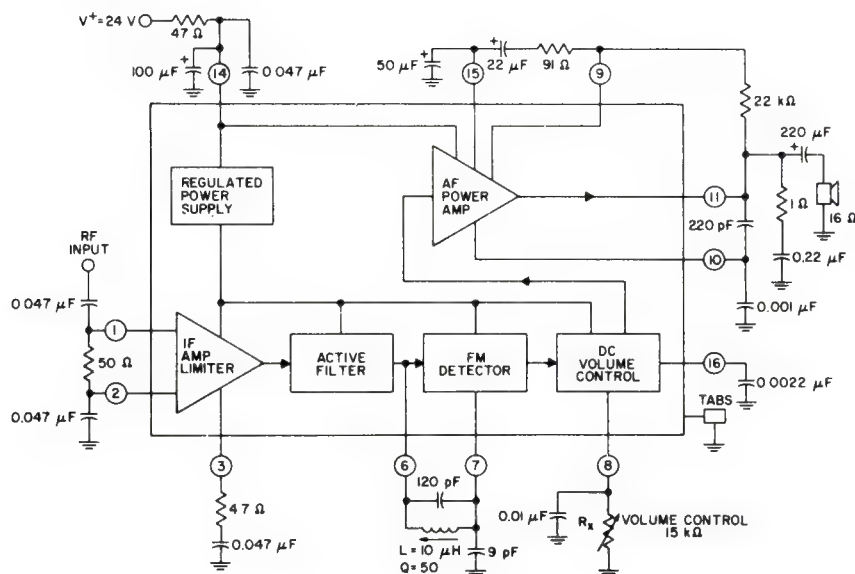 V+=24 V
47 Ω
100 μF
+
14
0.047 μF
50 μF
+
15
+
22 μF
91 Ω
9
22 kΩ
REGULATED
POWER
SUPPLY
AF
POWER
AMP
220
μF
+
11
1 Ω
16 Ω
220 pF
10
0.22 μF
0.001 μF
RF
INPUT
0.047 μF
1
50 Ω
2
0.047 μF
IF
AMP
LIMITER
ACTIVE
FILTER
FM
DETECTOR
DC
VOLUME
CONTROL
16
0.0022 μF
TABS
3
6
7
8
47 Ω
0.047 μF
120 pF
L = 10 μH
Q = 50
9 pF
0.01 μF
Rx
VOLUME CONTROL
15 kΩ